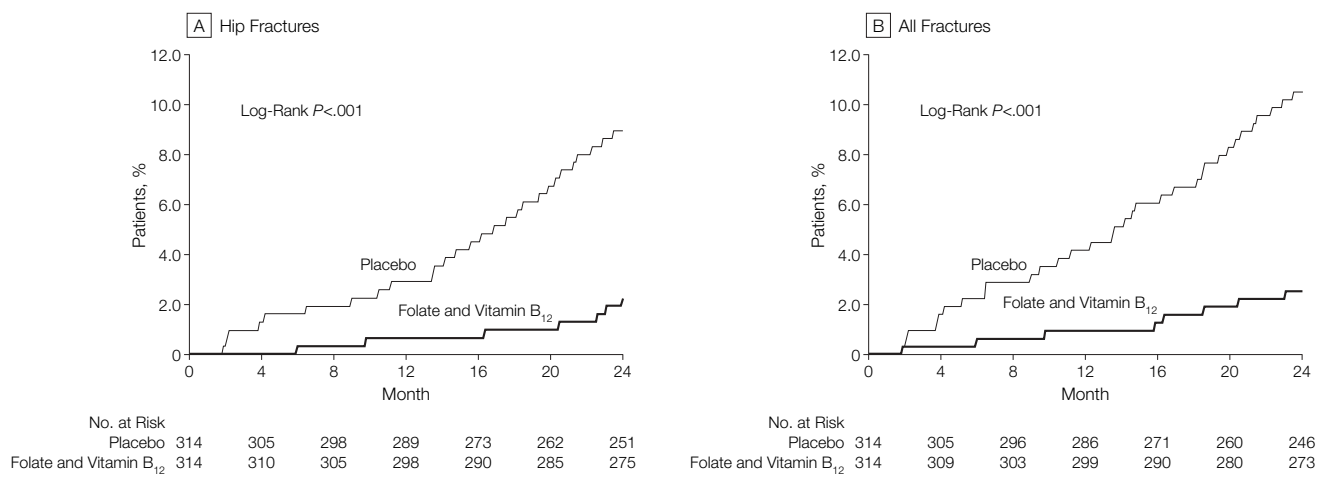 A Hip Fractures
12.0
10.0
8.0
6.0
4.0
2.0
0
Patients, %
Log-Rank P<.001
Placebo
Folate and Vitamin B12
0 4 8 12 16 20 24
Month
No. at Risk
Placebo 314 305 298 289 273 262 251
Folate and Vitamin B12 314 310 305 298 290 285 275
B All Fractures
12.0
10.0
8.0
6.0
4.0
2.0
0
Patients, %
Log-Rank P<.001
Placebo
Folate and Vitamin B12
0 4 8 12 16 20 24
Month
No. at Risk
Placebo 314 305 296 286 271 260 246
Folate and Vitamin B12 314 309 303 299 290 280 273